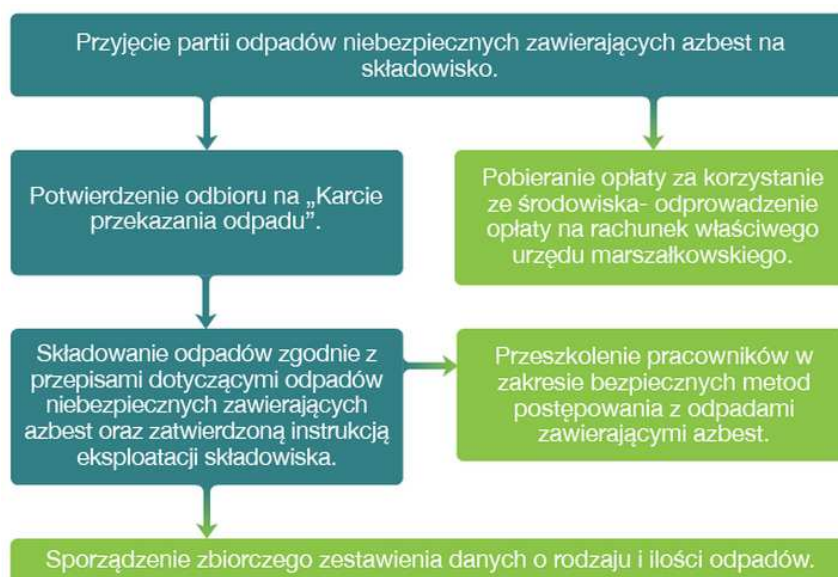 Przyjęcie partii odpadów niebezpiecznych zawierających azbest na
składowisko.
Potwierdzenie odbioru na „Karcie
przekazania odpadu”.
Pobieranie opłaty za korzystanie
ze środowiska- odprowadzenie
opłaty na rachunek właściwego
urzędu marszałkowskiego.
Składowanie odpadów zgodnie z
przepisami dotyczącymi odpadów
niebezpiecznych zawierających
azbest oraz zatwierdzoną instrukcją
eksploatacji składowiska.
Przeszkolenie pracowników w
zakresie bezpiecznych metod
postępowania z odpadami
zawierającymi azbest.
Sporządzenie zbiorczego zestawienia danych o rodzaju i ilości odpadów.